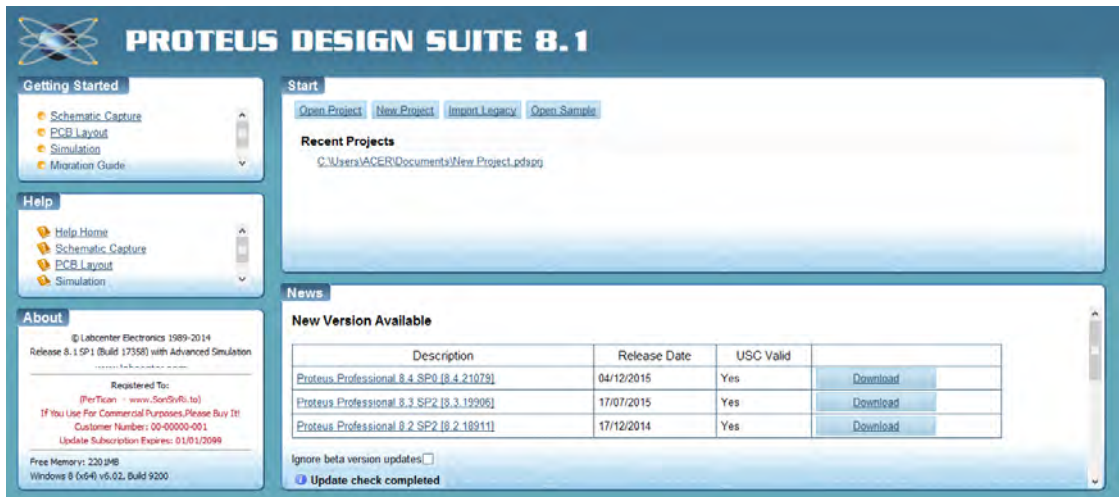 PROTEUS DESIGN SUITE 8.1
Getting Started
Schematic Capture
PCB Layout
Simulation
Migration Guide
Help
Help Home
Schematic Capture
PCB Layout
Simulation
About
© Labcenter Electronics 1989-2014
Release 8.1 SP1 (Build 17358) with Advanced Simulation
Registered To:
If You Use For Commercial Purposes,Please Buy It!
Customer Number: 00-00000-001
Update Subscription Expires: 01/01/2099
Free Memory: 2201MB
Windows 8 (x64) v6.02, Build 9200
Start
Open Project New Project Import Legacy Open Sample
Recent Projects
C:\Users\ACER\Documents\New Project.pdsprj
News
New Version Available
Description Release Date USC Valid
Proteus Professional 8.4 SP0 [8.4.21079] 04/12/2015 Yes Download
Proteus Professional 8.3 SP2 [8.3.19906] 17/07/2015 Yes Download
Proteus Professional 8.2 SP2 [8.2.18911] 17/12/2014 Yes Download
Ignore beta version updates
Update check completed